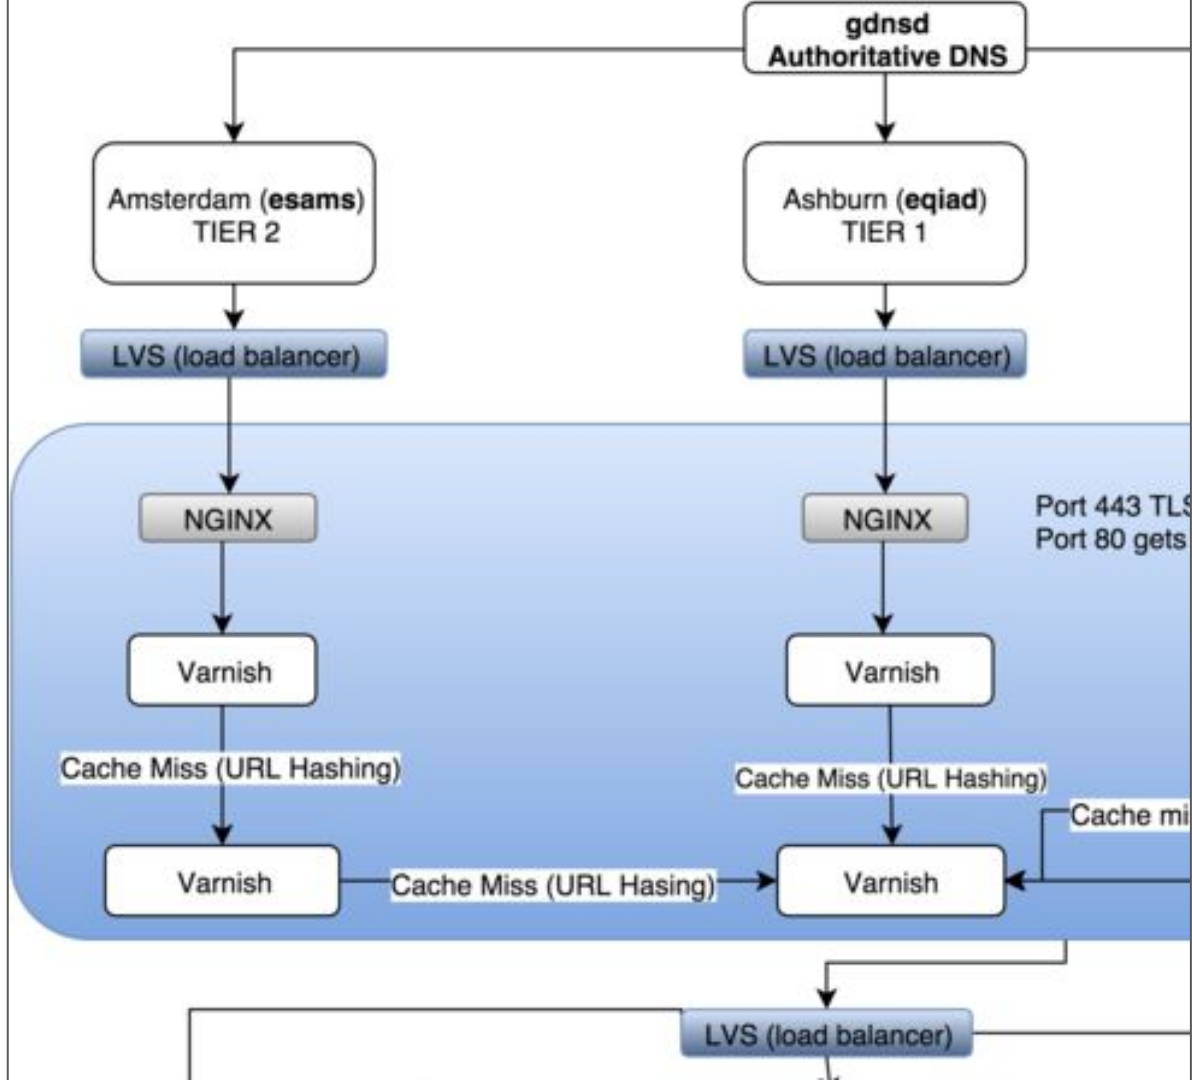 gdnsd
Authoritative DNS
Amsterdam (esams)
TIER 2
Ashburn (eqiad)
TIER 1
LVS (load balancer)
LVS (load balancer)
NGINX
NGINX
Port 443 TLS
Port 80 gets
Varnish
Varnish
Cache Miss (URL Hashing)
Cache Miss (URL Hashing)
Cache mi
Varnish
Cache Miss (URL Hasing)
Varnish
LVS (load balancer)